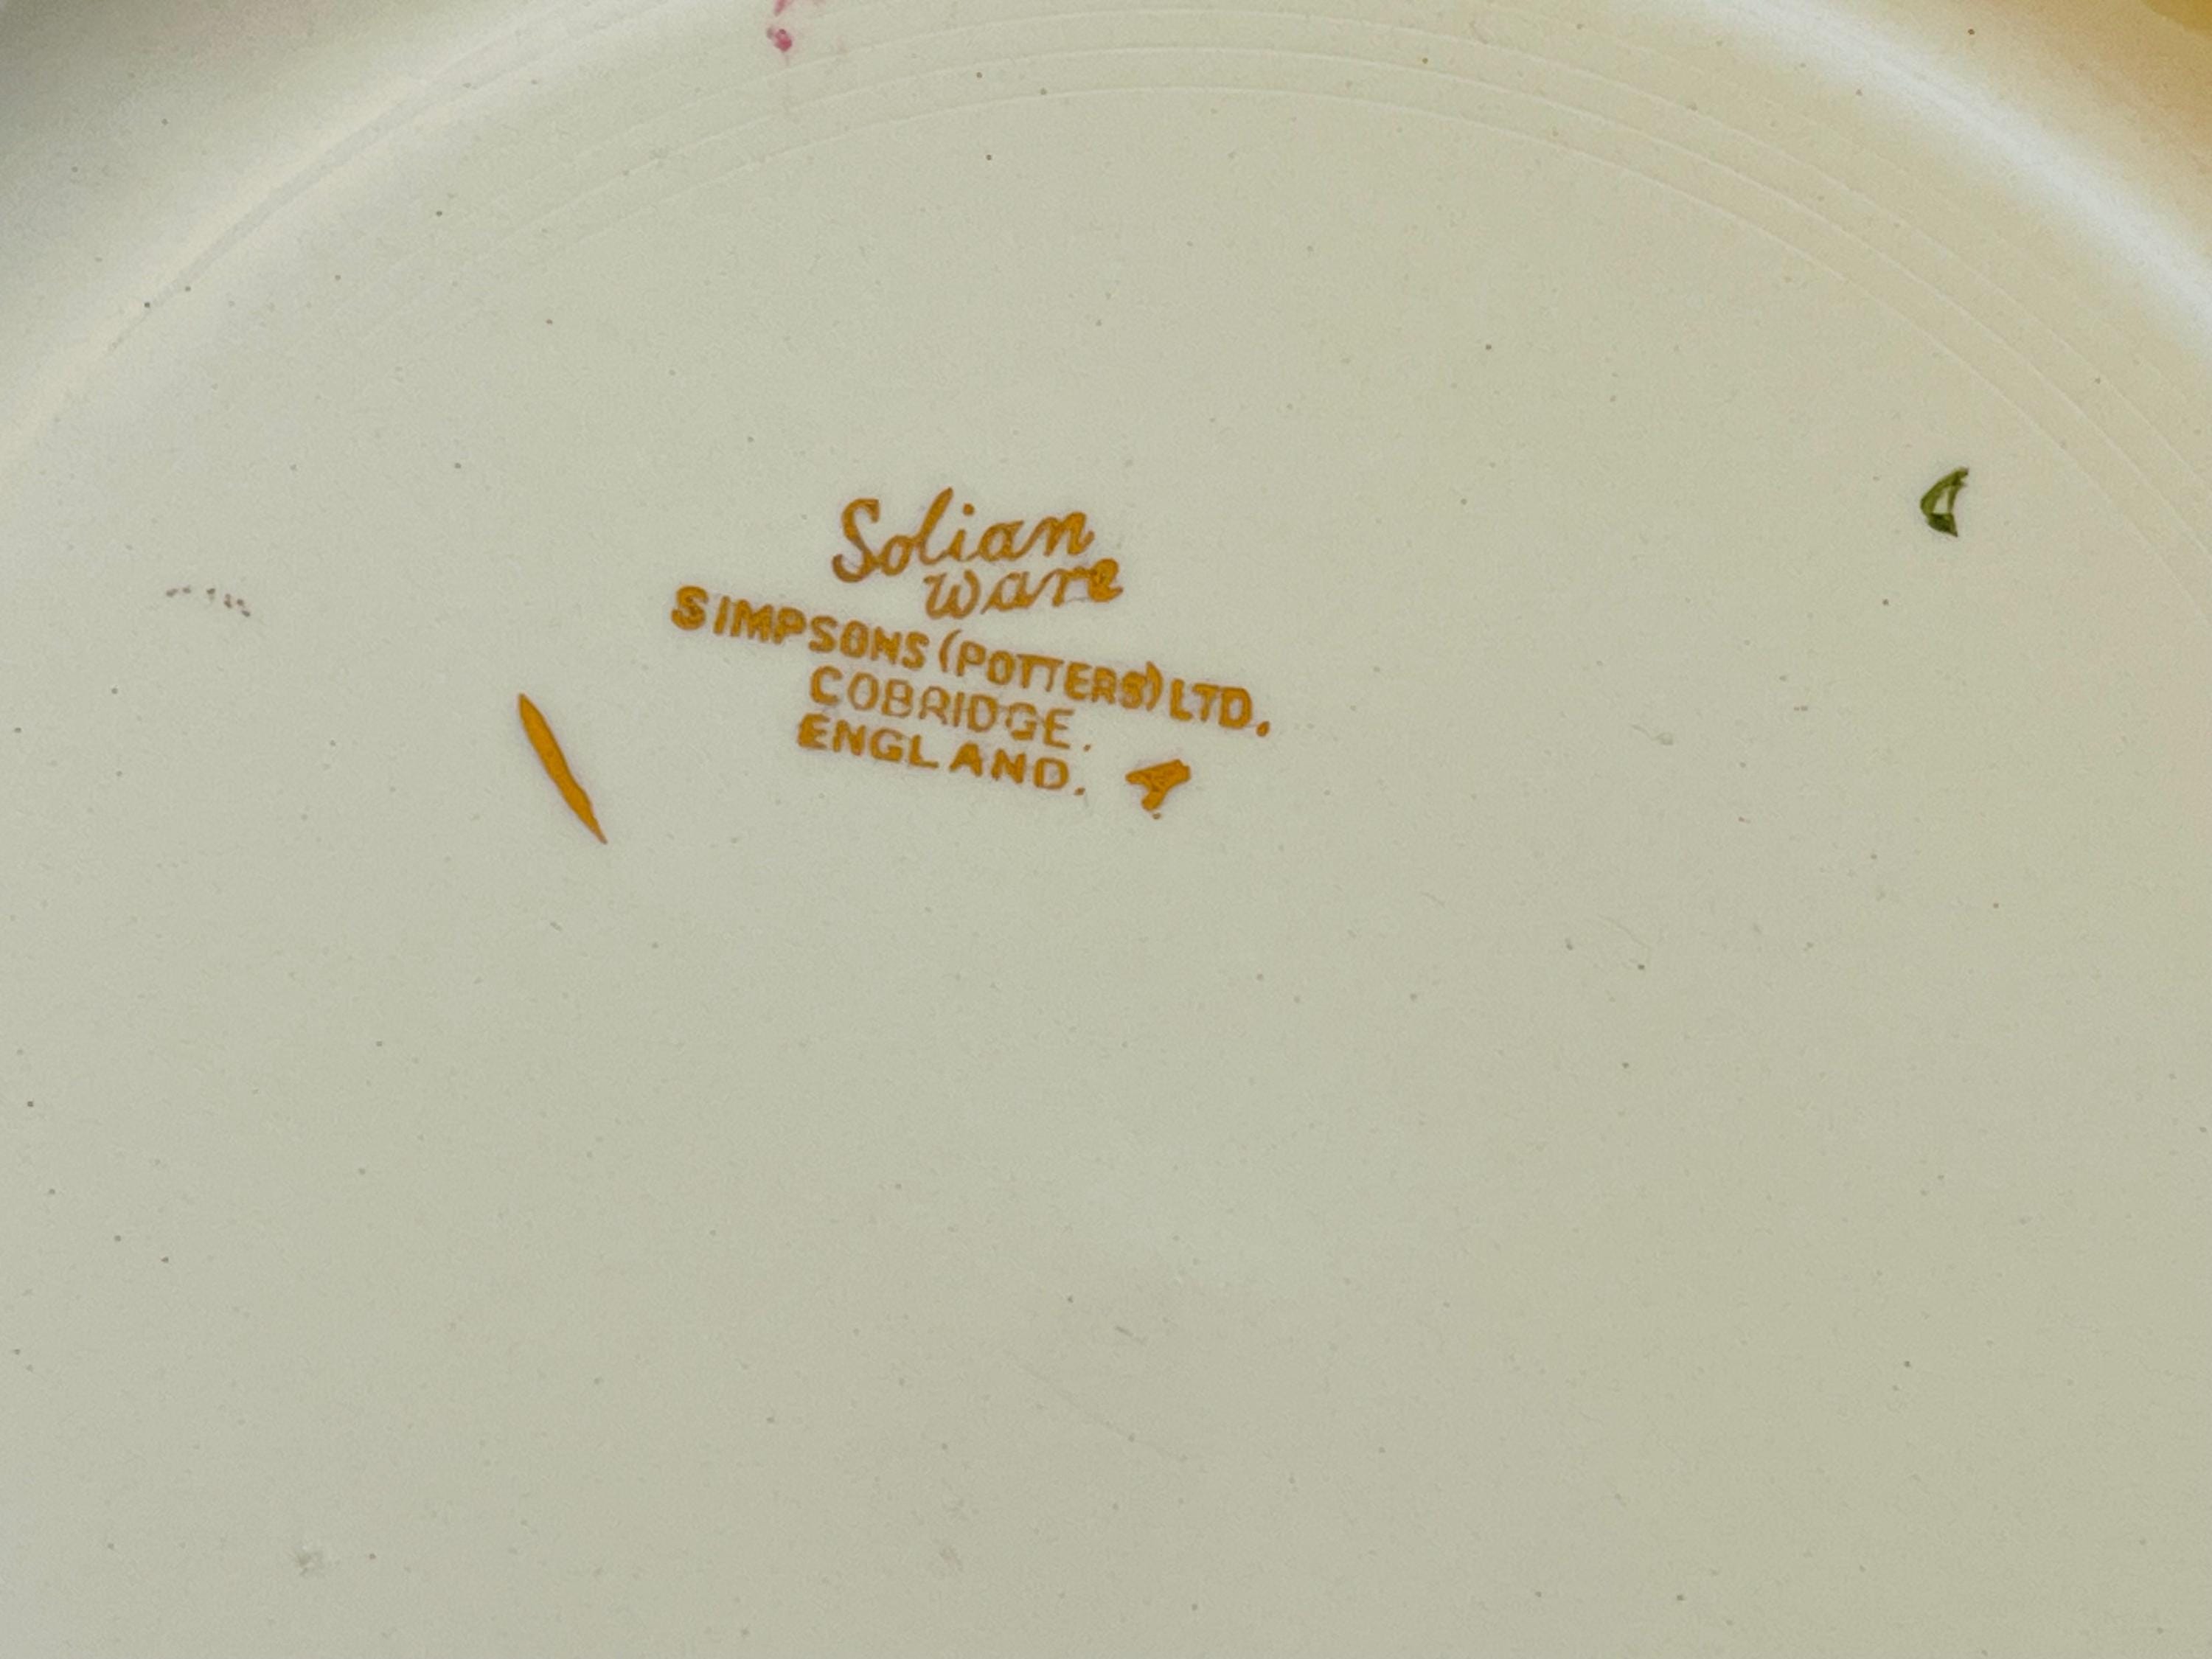 Solian
ware
SIMPSONS (POTTERS) LTD.
COBRIDGE.
ENGLAND.